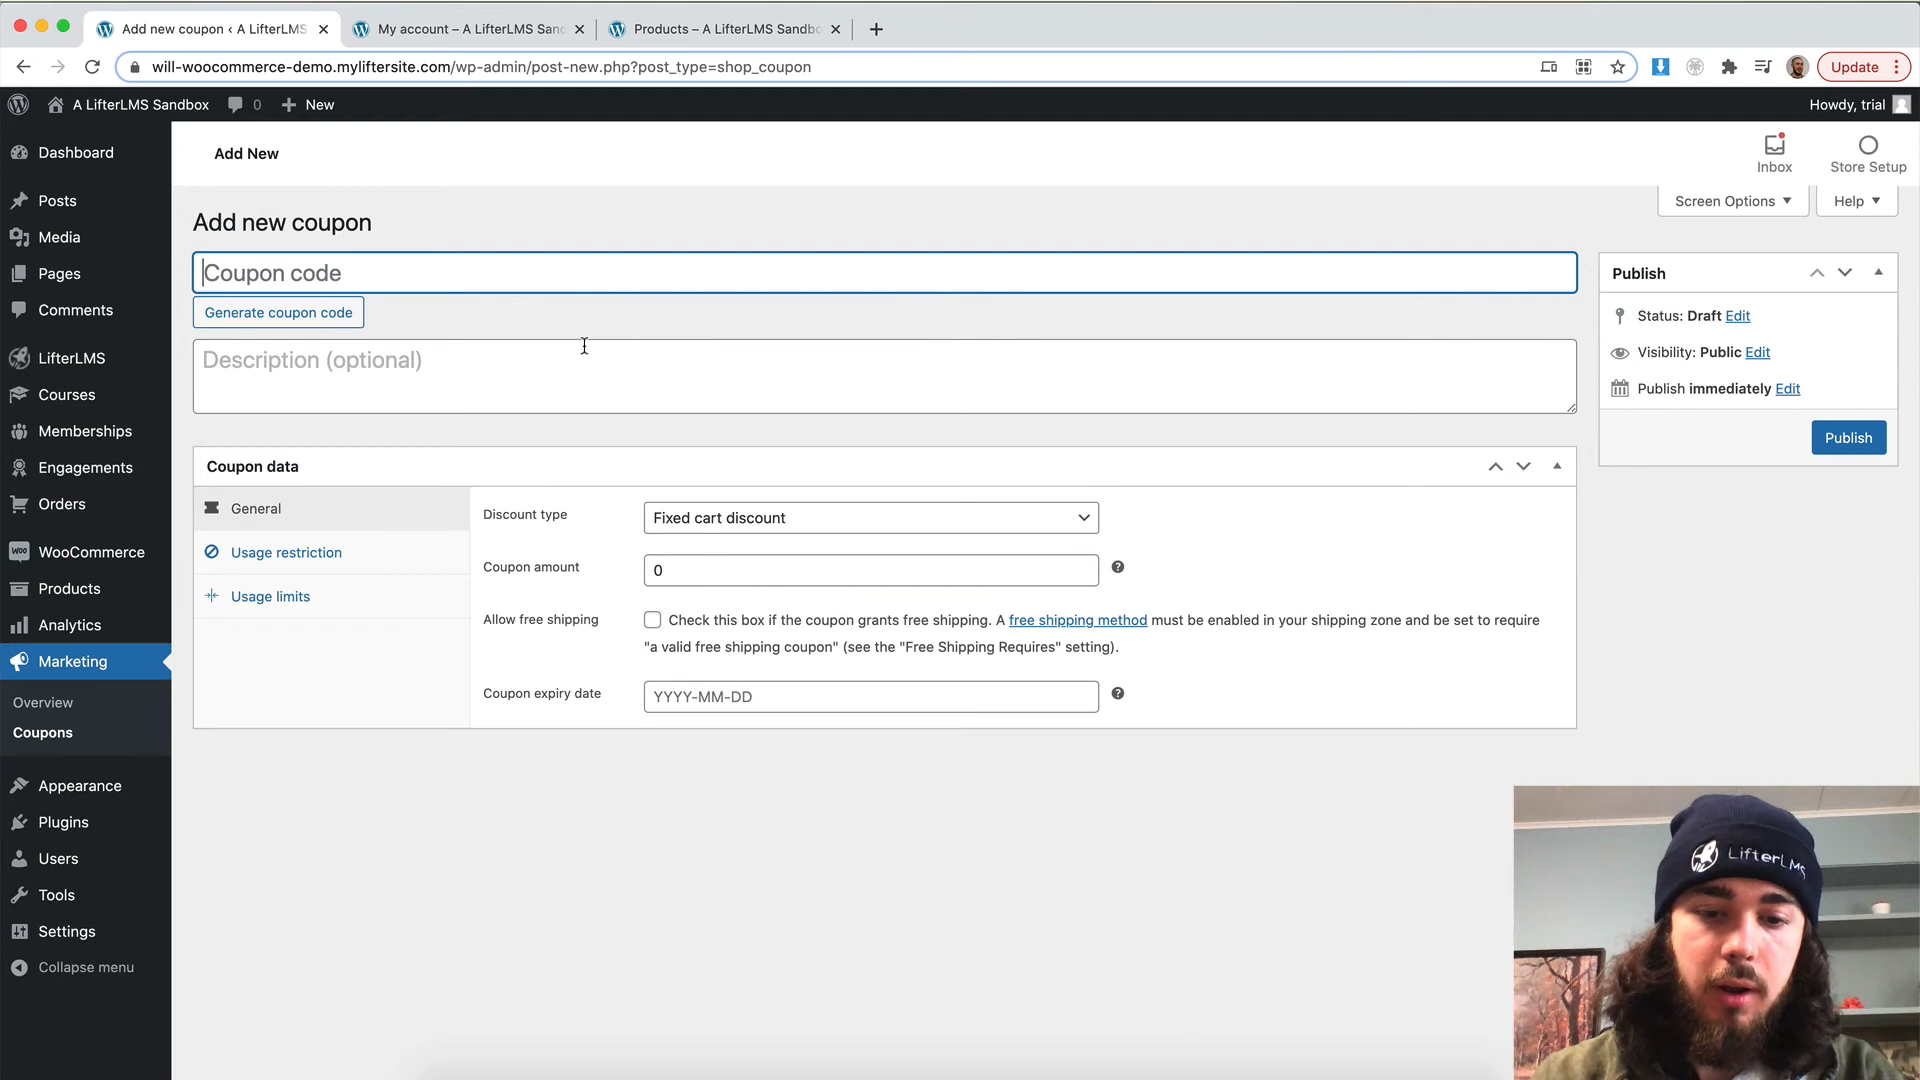 Add new coupon ‹ A LifterLMS
My account – A LifterLMS San
Products – A LifterLMS Sandbo
will-woocommerce-demo.myliftersite.com/wp-admin/post-new.php?post_type=shop_coupon
Update
A LifterLMS Sandbox
0
New
Howdy, trial
Dashboard
Posts
Media
Pages
Comments
LifterLMS
Courses
Memberships
Engagements
Orders
WooCommerce
Products
Analytics
Marketing
Overview
Coupons
Appearance
Plugins
Users
Tools
Settings
Collapse menu
Add New
Inbox
Store Setup
Screen Options
Help
Add new coupon
Coupon code
Generate coupon code
Description (optional)
Publish
Status: Draft Edit
Visibility: Public Edit
Publish immediately Edit
Publish
Coupon data
General
Usage restriction
Usage limits
Discount type
Fixed cart discount
Coupon amount
0
Allow free shipping
Check this box if the coupon grants free shipping. A free shipping method must be enabled in your shipping zone and be set to require
"a valid free shipping coupon" (see the "Free Shipping Requires" setting).
Coupon expiry date
YYYY-MM-DD
LifterLMS